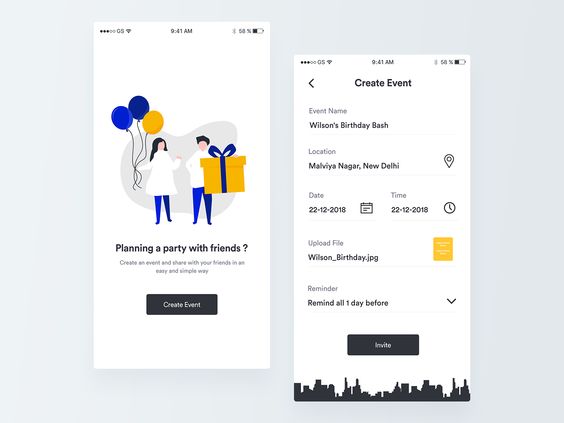 GS
9:41 AM
58 %
Planning a party with friends ?
Create an event and share with your friends in an
easy and simple way
Create Event
GS
9:41 AM
58 %
Create Event
Event Name
Wilson's Birthday Bash
Location
Malviya Nagar, New Delhi
Date
Time
22-12-2018
22-12-2018
Upload File
Wilson_Birthday.jpg
Reminder
Remind all 1 day before
Invite